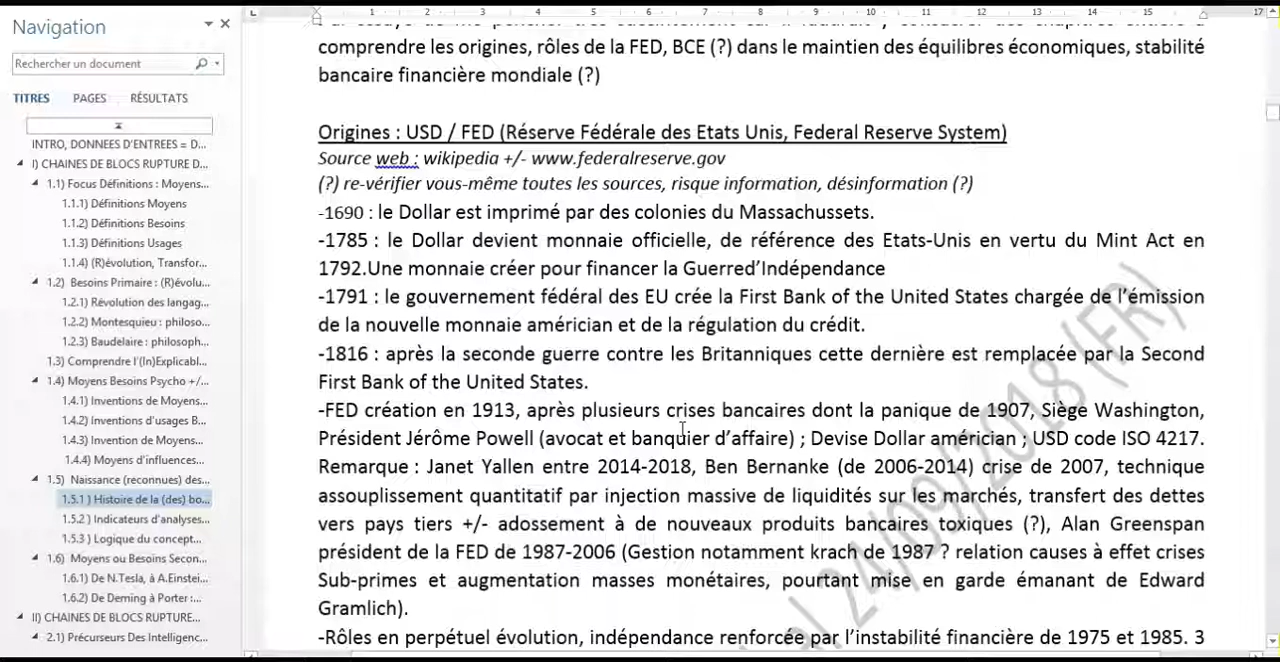 Navigation
Rechercher un document
TITRES PAGES RÉSULTATS
INTRO, DONNEES D'ENTREES = D...
I) CHAINES DE BLOCS RUPTURE D...
1.1) Focus Définitions : Moyens...
1.1.1) Définitions Moyens
1.1.2) Définitions Besoins
1.1.3) Définitions Usages
1.1.4) (R)évolution, Transfor...
1.2) Besoins Primaire : (R)évolu...
1.2.1) Révolution des langag...
1.2.2) Montesquieu : philoso...
1.2.3) Baudelaire : philosoph...
1.3) Comprendre l'(In)Explicabl...
1.4) Moyens Besoins Psycho +/...
1.4.1) Inventions de Moyens...
1.4.2) Inventions d'usages B...
1.4.3) Invention de Moyens...
1.4.4) Moyens d'influences...
1.5) Naissance (reconnues) des...
1.5.1 ) Histoire de la (des) bo...
1.5.2 ) Indicateurs d'analyses...
1.5.3 ) Logique du concept...
1.6) Moyens ou Besoins Secon...
1.6.1) De N.Tesla, à A.Einstei...
1.6.2) De Deming à Porter :...
II) CHAINES DE BLOCS RUPTURE...
2.1) Précurseurs Des Intelligenc...
1 2 3 4 5 6 7 8 9 10 11 12 13 14 15 17
comprendre les origines, rôles de la FED, BCE (?) dans le maintien des équilibres économiques, stabilité
bancaire financière mondiale (?)
Origines : USD / FED (Réserve Fédérale des Etats Unis, Federal Reserve System)
Source web : wikipedia +/- www.federalreserve.gov
(?) re-vérifier vous-même toutes les sources, risque information, désinformation (?)
-1690 : le Dollar est imprimé par des colonies du Massachussets.
-1785 : le Dollar devient monnaie officielle, de référence des Etats-Unis en vertu du Mint Act en
1792.Une monnaie créer pour financer la Guerred'Indépendance
-1791 : le gouvernement fédéral des EU crée la First Bank of the United States chargée de l'émission
de la nouvelle monnaie américian et de la régulation du crédit.
-1816 : après la seconde guerre contre les Britanniques cette dernière est remplacée par la Second
First Bank of the United States.
-FED création en 1913, après plusieurs crises bancaires dont la panique de 1907, Siège Washington,
Président Jérôme Powell (avocat et banquier d'affaire) ; Devise Dollar américian ; USD code ISO 4217.
Remarque : Janet Yallen entre 2014-2018, Ben Bernanke (de 2006-2014) crise de 2007, technique
assouplissement quantitatif par injection massive de liquidités sur les marchés, transfert des dettes
vers pays tiers +/- adossement à de nouveaux produits bancaires toxiques (?), Alan Greenspan
président de la FED de 1987-2006 (Gestion notamment krach de 1987 ? relation causes à effet crises
Sub-primes et augmentation masses monétaires, pourtant mise en garde émanant de Edward
Gramlich).
-Rôles en perpétuel évolution, indépendance renforcée par l'instabilité financière de 1975 et 1985. 3
24/09/2018 (FR)